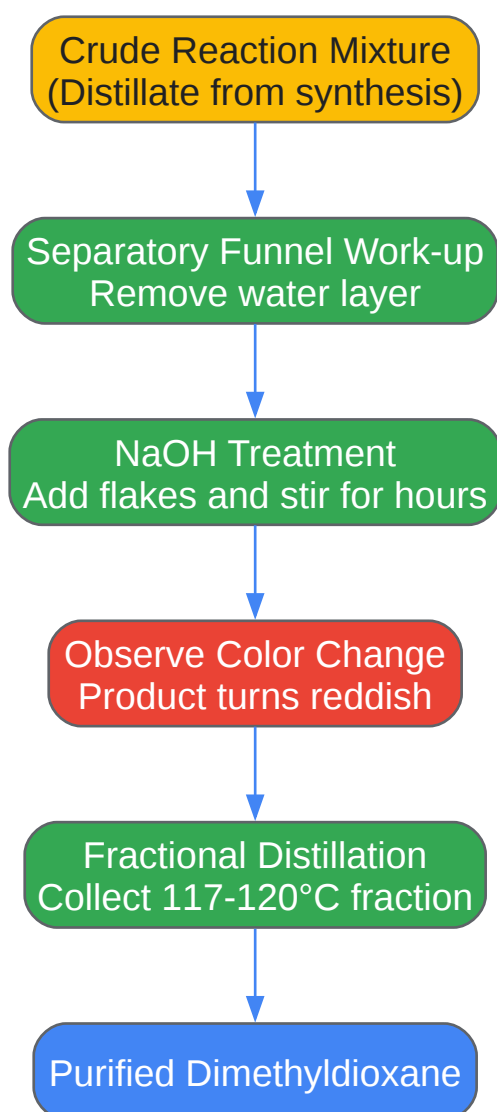 Crude Reaction Mixture
(Distillate from synthesis)
Separatory Funnel Work-up
Remove water layer
NaOH Treatment
Add flakes and stir for hours
Observe Color Change
Product turns reddish
Fractional Distillation
Collect 117-120°C fraction
Purified Dimethyldioxane